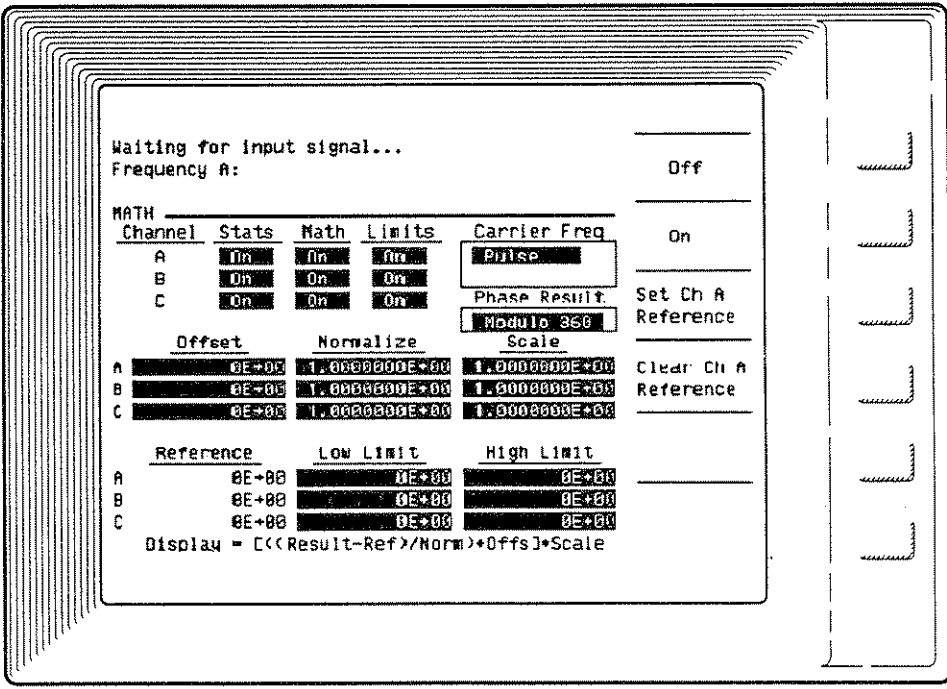 Waiting for input signal...
Frequency A:
MATH
Channel Stats Math Limits Carrier Freq
A On On On Pulse
B On On On
C On On On Phase Result
Modulo 360
Offset Normalize Scale
A 0E+00 1.0000000E+00 1.0000000E+00
B 0E+00 1.0000000E+00 1.0000000E+00
C 0E+00 1.0000000E+00 1.0000000E+00
Reference Low Limit High Limit
A 0E+00 0E+00 0E+00
B 0E+00 0E+00 0E+00
C 0E+00 0E+00 0E+00
Display = [((Result-Ref)/Norm)+Offs]*Scale
Off
On
Set Ch A
Reference
Clear Ch A
Reference